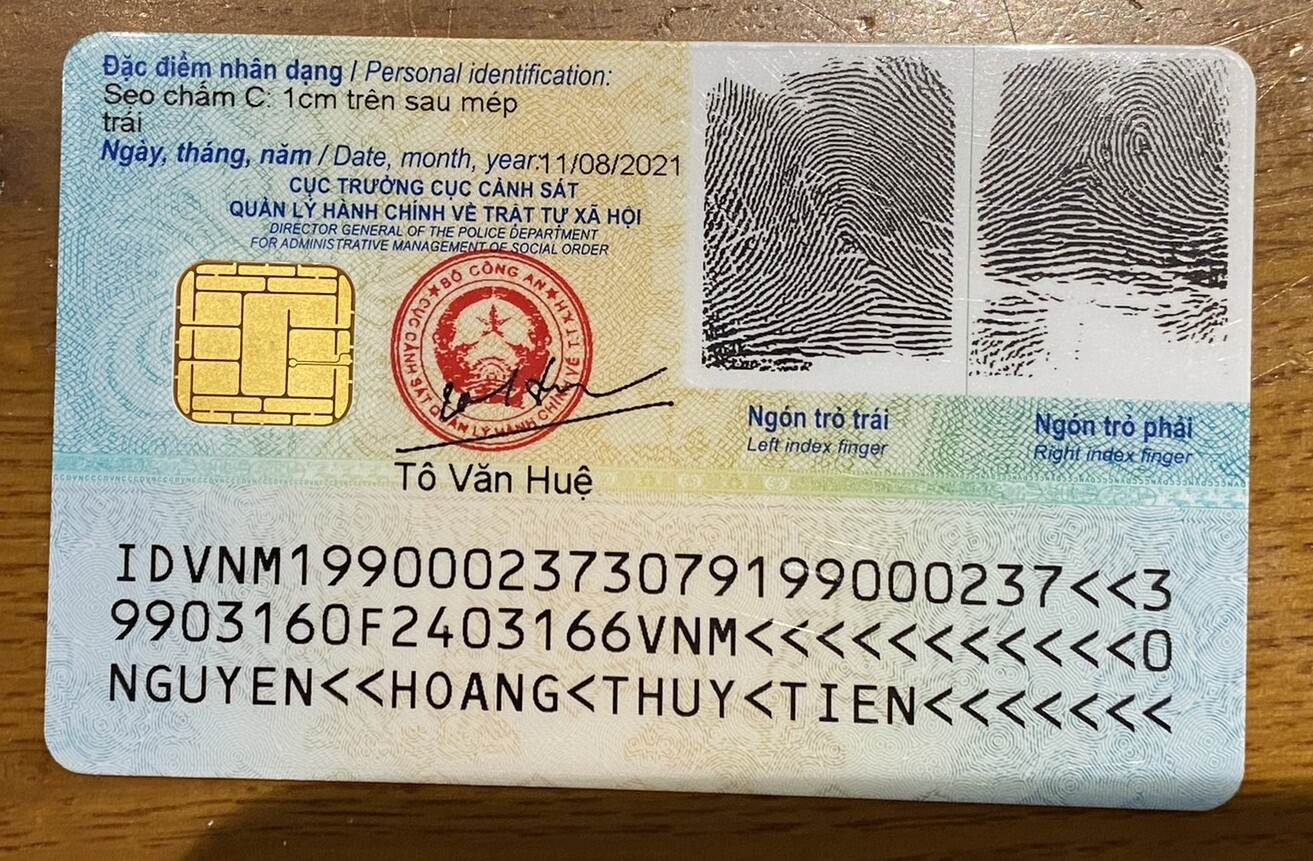 Đặc điểm nhân dạng / Personal identification:
Sẹo chấm C: 1cm trên sau mép
trái
Ngày, tháng, năm / Date, month, year:11/08/2021
CỤC TRƯỞNG CỤC CẢNH SÁT
QUẢN LÝ HÀNH CHÍNH VỀ TRẬT TỰ XÃ HỘI
DIRECTOR GENERAL OF THE POLICE DEPARTMENT
FOR ADMINISTRATIVE MANAGEMENT OF SOCIAL ORDER
BỘ CÔNG AN
CỤC CẢNH SÁT QUẢN LÝ HÀNH CHÍNH VỀ TTXH
Tô Văn Huệ
Ngón trỏ trái
Left index finger
Ngón trỏ phải
Right index finger
IDVNM1990002373079199000237<<3
9903160F2403166VNM<<<<<<<<<<<0
NGUYEN<<HOANG<THUY<TIEN<<<<<<<